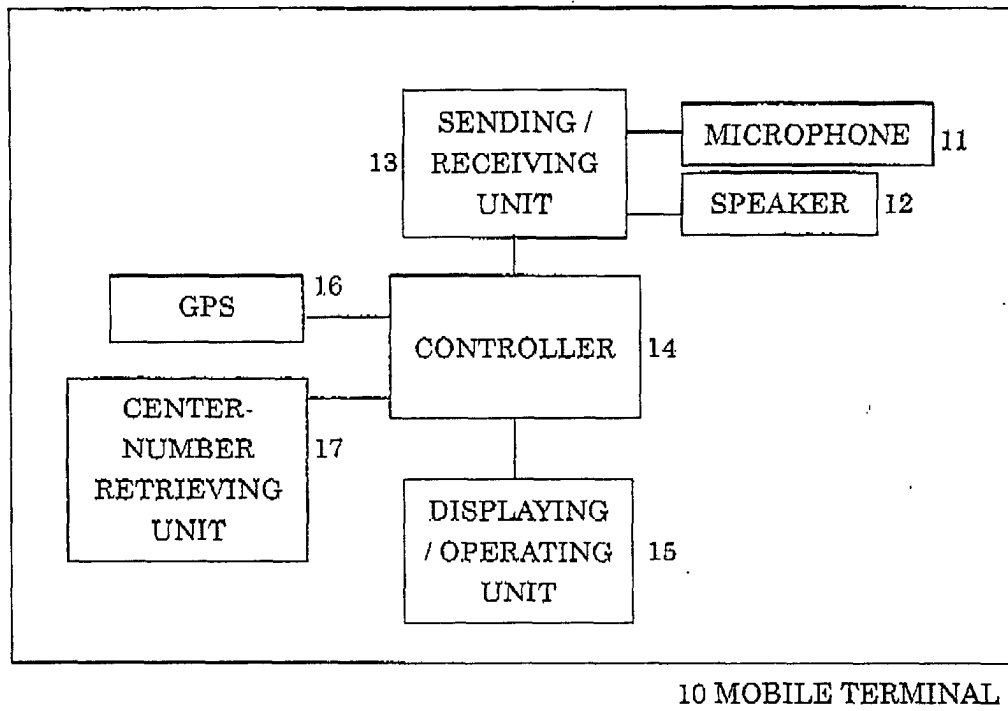 SENDING /
RECEIVING
UNIT
13
MICROPHONE
11
SPEAKER
12
GPS
16
CONTROLLER
14
CENTER-
NUMBER
RETRIEVING
UNIT
17
DISPLAYING
/ OPERATING
UNIT
15
10 MOBILE TERMINAL